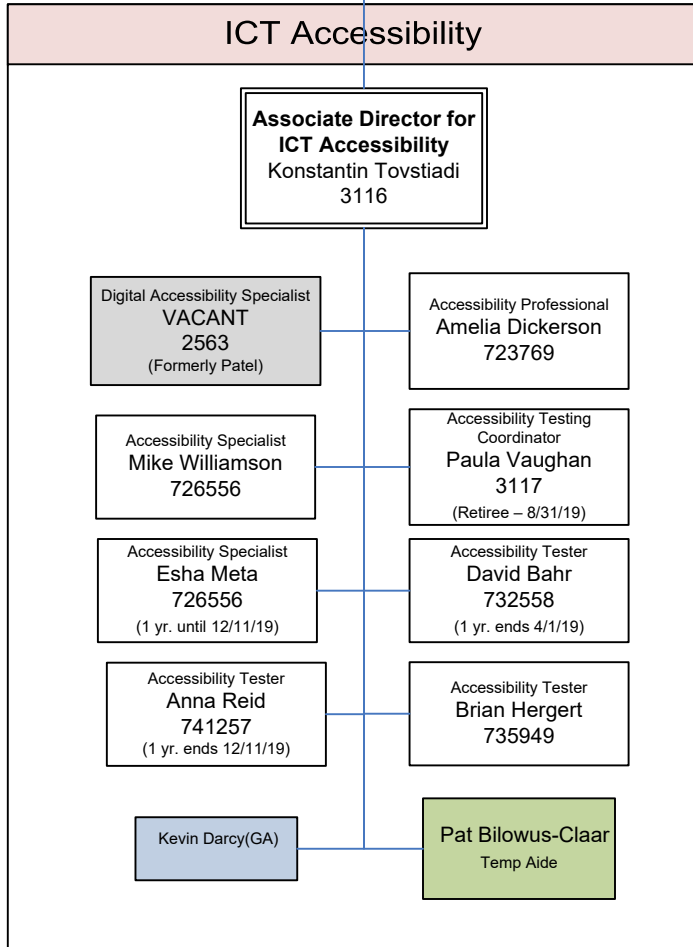 ICT Accessibility
Associate Director for
ICT Accessibility
Konstantin Tovstiadi
3116
Digital Accessibility Specialist
VACANT
2563
(Formerly Patel)
Accessibility Professional
Amelia Dickerson
723769
Accessibility Specialist
Mike Williamson
726556
Accessibility Testing
Coordinator
Paula Vaughan
3117
(Retiree – 8/31/19)
Accessibility Specialist
Esha Meta
726556
(1 yr. until 12/11/19)
Accessibility Tester
David Bahr
732558
(1 yr. ends 4/1/19)
Accessibility Tester
Anna Reid
741257
(1 yr. ends 12/11/19)
Accessibility Tester
Brian Hergert
735949
Kevin Darcy(GA)
Pat Bilowus-Claar
Temp Aide